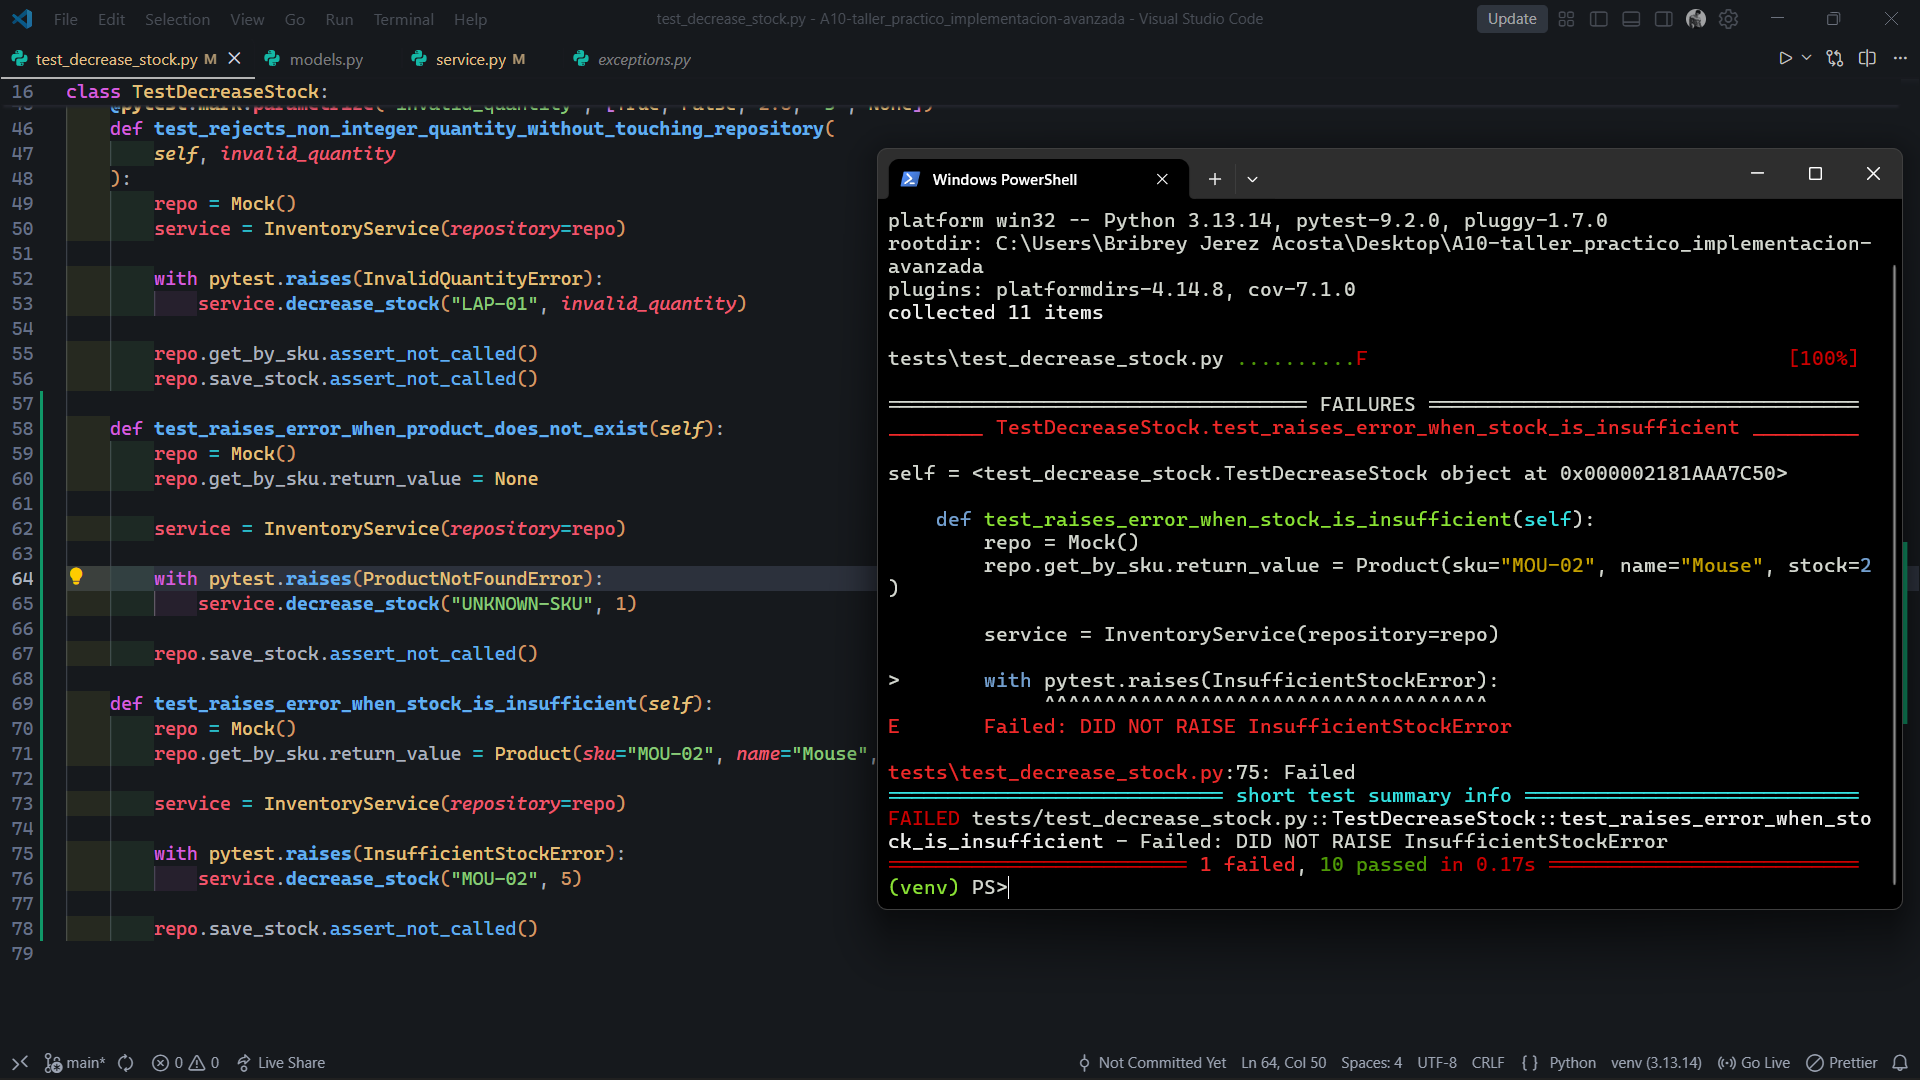 File Edit Selection View Go Run Terminal Help
test_decrease_stock.py - A10-taller_practico_implementacion-avanzada - Visual Studio Code
Update
test_decrease_stock.py M
models.py
service.py M
exceptions.py
16 class TestDecreaseStock:
46 def test_rejects_non_integer_quantity_without_touching_repository(
47 self, invalid_quantity
48 ):
49 repo = Mock()
50 service = InventoryService(repository=repo)
51
52 with pytest.raises(InvalidQuantityError):
53 service.decrease_stock("LAP-01", invalid_quantity)
54
55 repo.get_by_sku.assert_not_called()
56 repo.save_stock.assert_not_called()
57
58 def test_raises_error_when_product_does_not_exist(self):
59 repo = Mock()
60 repo.get_by_sku.return_value = None
61
62 service = InventoryService(repository=repo)
63
64 with pytest.raises(ProductNotFoundError):
65 service.decrease_stock("UNKNOWN-SKU", 1)
66
67 repo.save_stock.assert_not_called()
68
69 def test_raises_error_when_stock_is_insufficient(self):
70 repo = Mock()
71 repo.get_by_sku.return_value = Product(sku="MOU-02", name="Mouse",
72
73 service = InventoryService(repository=repo)
74
75 with pytest.raises(InsufficientStockError):
76 service.decrease_stock("MOU-02", 5)
77
78 repo.save_stock.assert_not_called()
79
Windows PowerShell
platform win32 -- Python 3.13.14, pytest-9.2.0, pluggy-1.7.0
rootdir: C:\Users\Bribrey Jerez Acosta\Desktop\A10-taller_practico_implementacion-
avanzada
plugins: platformdirs-4.14.8, cov-7.1.0
collected 11 items
tests\test_decrease_stock.py ..........F [100%]
FAILURES
TestDecreaseStock.test_raises_error_when_stock_is_insufficient
self = <test_decrease_stock.TestDecreaseStock object at 0x000002181AAA7C50>
def test_raises_error_when_stock_is_insufficient(self):
repo = Mock()
repo.get_by_sku.return_value = Product(sku="MOU-02", name="Mouse", stock=2
)
service = InventoryService(repository=repo)
> with pytest.raises(InsufficientStockError):
^^^^^^^^^^^^^^^^^^^^^^^^^^^^^^^^^^^^^
E Failed: DID NOT RAISE InsufficientStockError
tests\test_decrease_stock.py:75: Failed
short test summary info
FAILED tests/test_decrease_stock.py::TestDecreaseStock::test_raises_error_when_sto
ck_is_insufficient - Failed: DID NOT RAISE InsufficientStockError
1 failed, 10 passed in 0.17s
(venv) PS>
main* 0 0 Live Share
Not Committed Yet Ln 64, Col 50 Spaces: 4 UTF-8 CRLF {} Python venv (3.13.14) Go Live Prettier